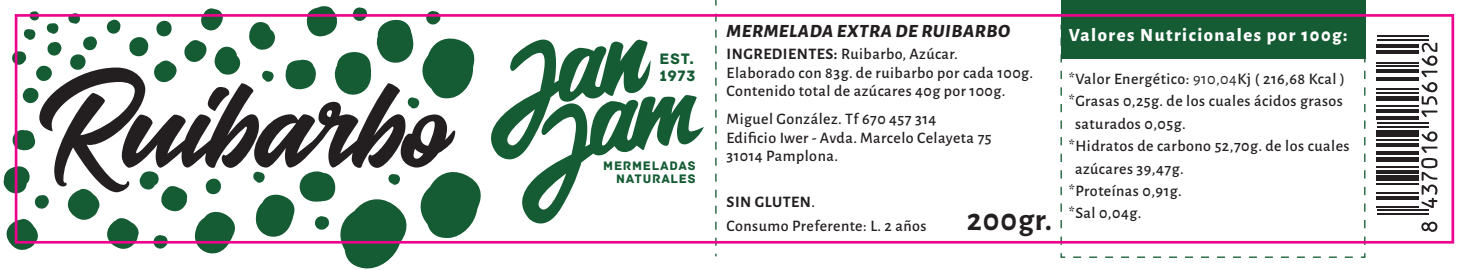 Ruibarbo
Jan
Jam
EST.
1973
MERMELADAS
NATURALES
MERMELADA EXTRA DE RUIBARBO
INGREDIENTES: Ruibarbo, Azúcar.
Elaborado con 83g. de ruibarbo por cada 100g.
Contenido total de azúcares 40g por 100g.
Miguel González. Tf 670 457 314
Edificio Iwer - Avda. Marcelo Celayeta 75
31014 Pamplona.
SIN GLUTEN.
Consumo Preferente: L. 2 años
200gr.
Valores Nutricionales por 100g:
*Valor Energético: 910,04Kj ( 216,68 Kcal )
*Grasas 0,25g. de los cuales ácidos grasos
saturados 0,05g.
*Hidratos de carbono 52,70g. de los cuales
azúcares 39,47g.
*Proteínas 0,91g.
*Sal 0,04g.
8 437016 156162